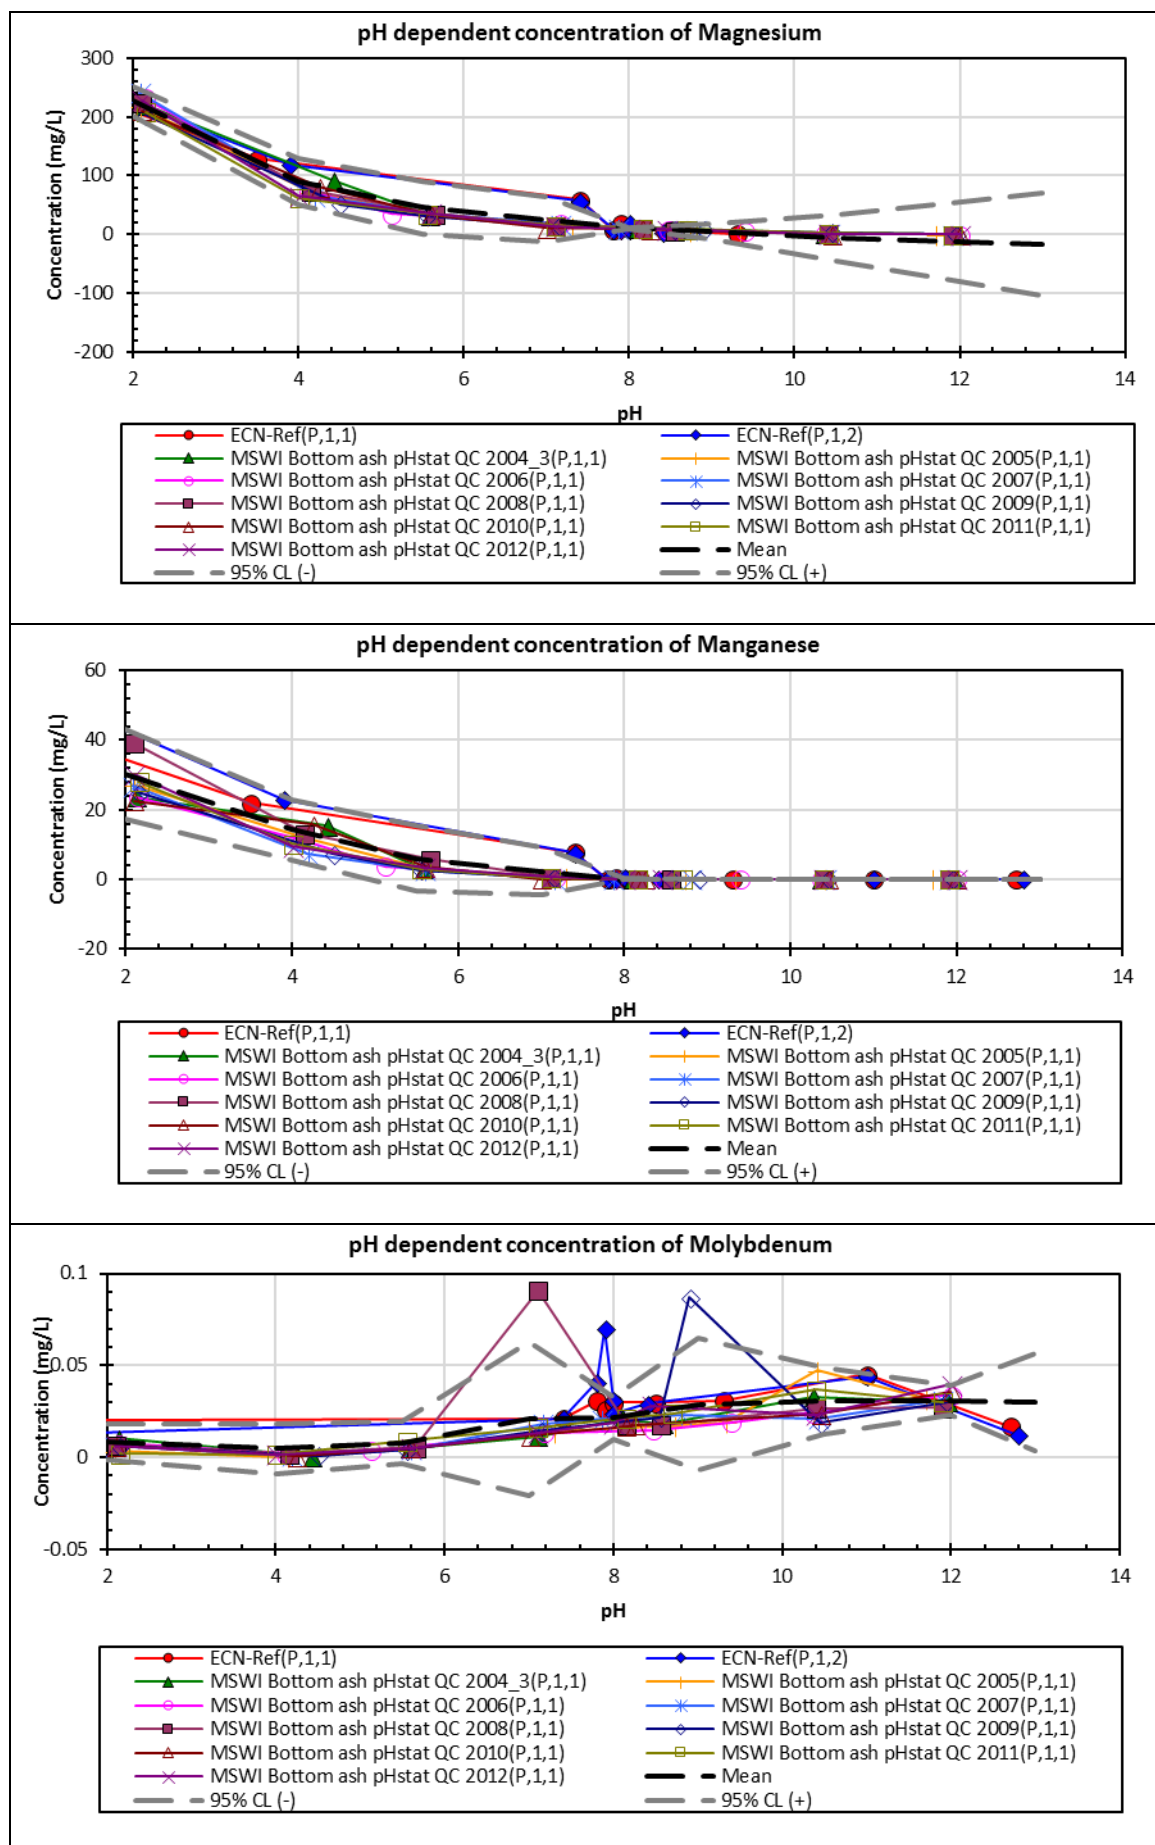 pH dependent concentration of Magnesium
300
200
100
0
-100
-200
Concentration (mg/L)
2 4 6 8 10 12 14
pH
ECN-Ref(P,1,1) ECN-Ref(P,1,2)
MSWI Bottom ash pHstat QC 2004_3(P,1,1) MSWI Bottom ash pHstat QC 2005(P,1,1)
MSWI Bottom ash pHstat QC 2006(P,1,1) MSWI Bottom ash pHstat QC 2007(P,1,1)
MSWI Bottom ash pHstat QC 2008(P,1,1) MSWI Bottom ash pHstat QC 2009(P,1,1)
MSWI Bottom ash pHstat QC 2010(P,1,1) MSWI Bottom ash pHstat QC 2011(P,1,1)
MSWI Bottom ash pHstat QC 2012(P,1,1) Mean
95% CL (-) 95% CL (+)
pH dependent concentration of Manganese
60
40
20
0
-20
Concentration (mg/L)
2 4 6 8 10 12 14
pH
ECN-Ref(P,1,1) ECN-Ref(P,1,2)
MSWI Bottom ash pHstat QC 2004_3(P,1,1) MSWI Bottom ash pHstat QC 2005(P,1,1)
MSWI Bottom ash pHstat QC 2006(P,1,1) MSWI Bottom ash pHstat QC 2007(P,1,1)
MSWI Bottom ash pHstat QC 2008(P,1,1) MSWI Bottom ash pHstat QC 2009(P,1,1)
MSWI Bottom ash pHstat QC 2010(P,1,1) MSWI Bottom ash pHstat QC 2011(P,1,1)
MSWI Bottom ash pHstat QC 2012(P,1,1) Mean
95% CL (-) 95% CL (+)
pH dependent concentration of Molybdenum
0.1
0.05
0
-0.05
Concentration (mg/L)
2 4 6 8 10 12 14
pH
ECN-Ref(P,1,1) ECN-Ref(P,1,2)
MSWI Bottom ash pHstat QC 2004_3(P,1,1) MSWI Bottom ash pHstat QC 2005(P,1,1)
MSWI Bottom ash pHstat QC 2006(P,1,1) MSWI Bottom ash pHstat QC 2007(P,1,1)
MSWI Bottom ash pHstat QC 2008(P,1,1) MSWI Bottom ash pHstat QC 2009(P,1,1)
MSWI Bottom ash pHstat QC 2010(P,1,1) MSWI Bottom ash pHstat QC 2011(P,1,1)
MSWI Bottom ash pHstat QC 2012(P,1,1) Mean
95% CL (-) 95% CL (+)